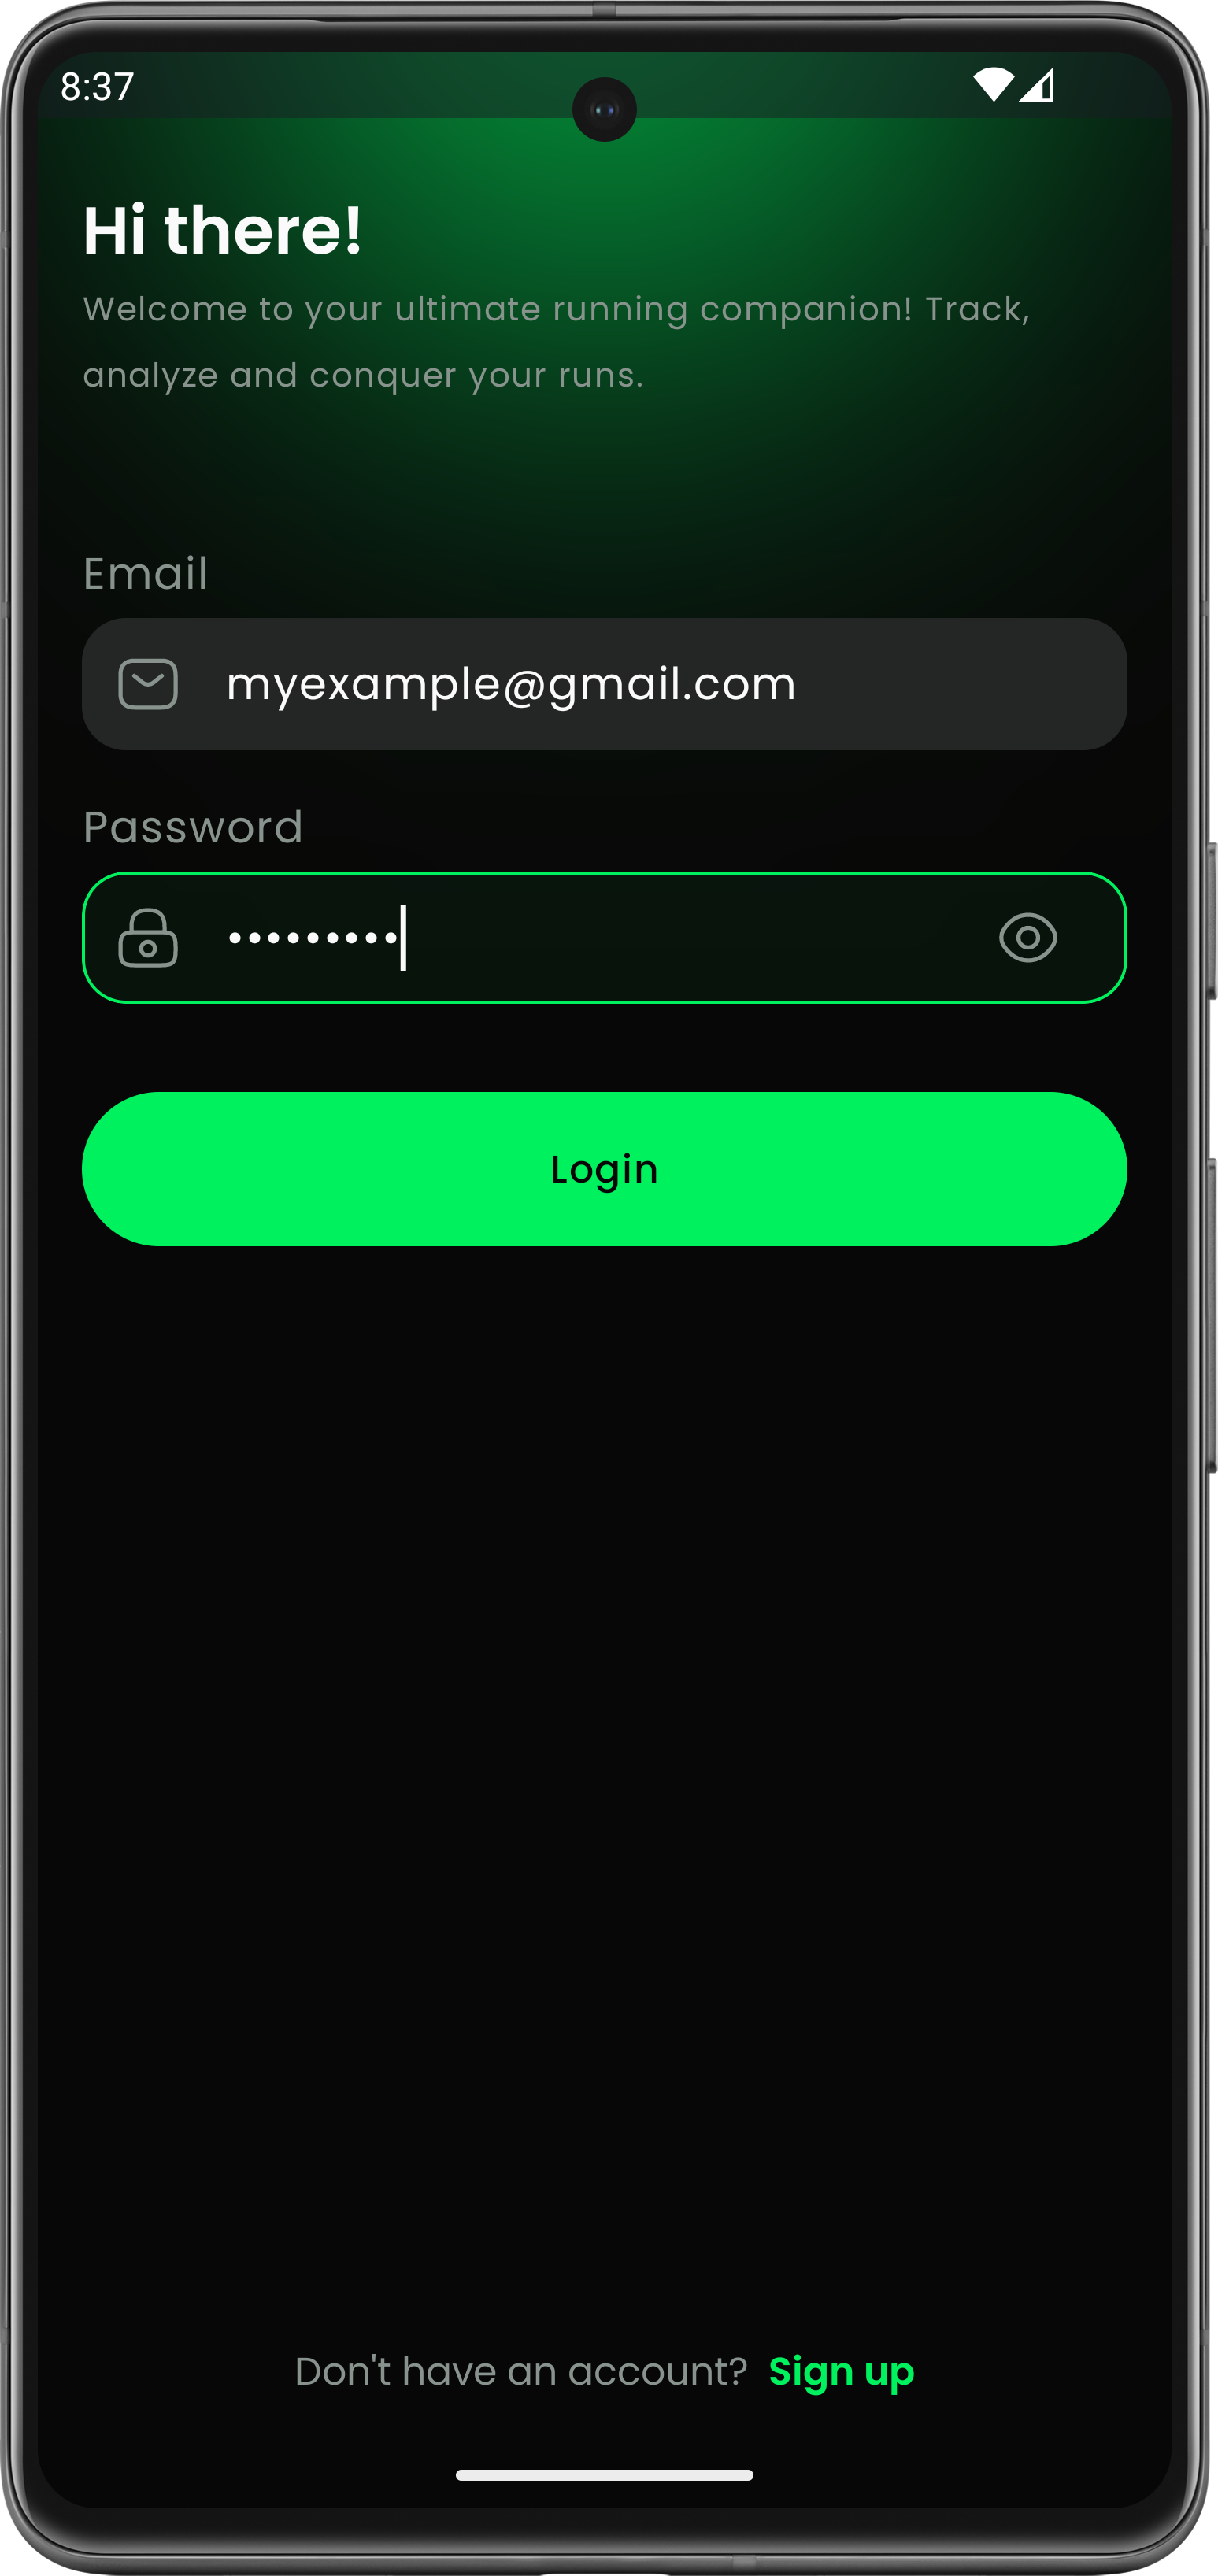 8:37
Hi there!
Welcome to your ultimate running companion! Track,
analyze and conquer your runs.
Email
myexample@gmail.com
Password
•••••••••
Login
Don't have an account? Sign up